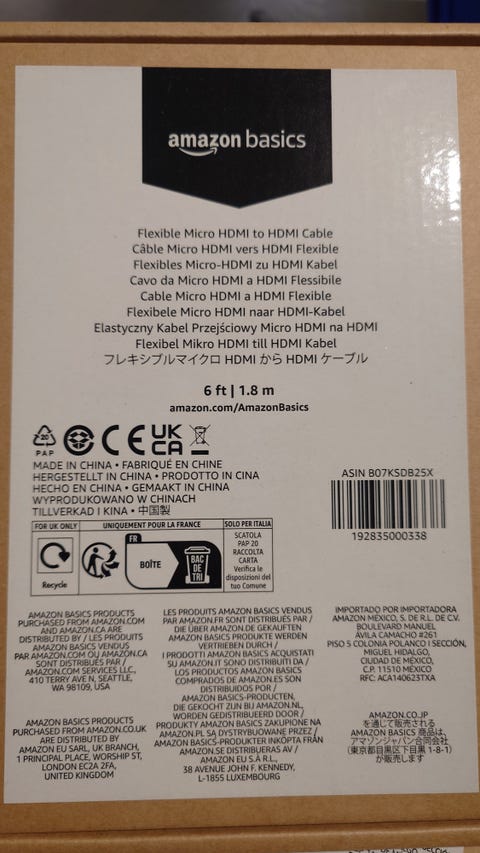 amazon basics
Flexible Micro HDMI to HDMI Cable
Câble Micro HDMI vers HDMI Flexible
Flexibles Micro-HDMI zu HDMI Kabel
Cavo da Micro HDMI a HDMI Flessibile
Cable Micro HDMI a HDMI Flexible
Flexibele Micro HDMI naar HDMI-Kabel
Elastyczny Kabel Przejściowy Micro HDMI na HDMI
Flexibel Mikro HDMI till HDMI Kabel
フレキシブルマイクロ HDMI から HDMI ケーブル
6 ft | 1.8 m
amazon.com/AmazonBasics
20
PAP
CE
UK
CA
MADE IN CHINA • FABRIQUÉ EN CHINE
HERGESTELLT IN CHINA • PRODOTTO IN CINA
HECHO EN CHINA • GEMAAKT IN CHINA
WYPRODUKOWANO W CHINACH
TILLVERKAD I KINA • 中国製
ASIN B07KSDB25X
192835000338
FOR UK ONLY
Recycle
UNIQUEMENT POUR LA FRANCE
FR
BOÎTE
BAC
DE
TRI
SOLO PER ITALIA
SCATOLA
PAP 20
RACCOLTA
CARTA
Verifica le
disposizioni del
tuo Comune
AMAZON BASICS PRODUCTS
PURCHASED FROM AMAZON.COM
AND AMAZON.CA ARE
DISTRIBUTED BY / LES PRODUITS
AMAZON BASICS VENDUS
PAR AMAZON.COM OU AMAZON.CA
SONT DISTRIBUÉS PAR /
AMAZON.COM SERVICES LLC,
410 TERRY AVE N, SEATTLE,
WA 98109, USA
AMAZON BASICS PRODUCTS
PURCHASED FROM AMAZON.CO.UK
ARE DISTRIBUTED BY
AMAZON EU SARL, UK BRANCH,
1 PRINCIPAL PLACE, WORSHIP ST,
LONDON EC2A 2FA,
UNITED KINGDOM
LES PRODUITS AMAZON BASICS VENDUS
PAR AMAZON.FR SONT DISTRIBUÉS PAR /
DIE ÜBER AMAZON.DE GEKAUFTEN
AMAZON BASICS PRODUKTE WERDEN
VERTRIEBEN DURCH /
I PRODOTTI AMAZON BASICS ACQUISTATI
SU AMAZON.IT SONO DISTRIBUITI DA /
LOS PRODUCTOS AMAZON BASICS
COMPRADOS DE AMAZON.ES SON
DISTRIBUIDOS POR /
AMAZON BASICS-PRODUCTEN,
DIE GEKOCHT ZIJN BIJ AMAZON.NL,
WORDEN GEDISTRIBUEERD DOOR /
PRODUKTY AMAZON BASICS ZAKUPIONE NA
AMAZON.PL SĄ DYSTRYBUOWANE PRZEZ /
AMAZON BASICS-PRODUKTER INKÖPTA FRÅN
AMAZON.SE DISTRIBUERAS AV /
AMAZON EU S.À R.L.,
38 AVENUE JOHN F. KENNEDY,
L-1855 LUXEMBOURG
IMPORTADO POR IMPORTADORA
AMAZON MÉXICO, S. DE R.L. DE C.V.
BOULEVARD MANUEL
ÁVILA CAMACHO #261
PISO 5 COLONIA POLANCO I SECCIÓN,
MIGUEL HIDALGO,
CIUDAD DE MÉXICO,
C.P. 11510 MÉXICO
RFC: ACA140623TXA
AMAZON.CO.JP
を通じて販売される
AMAZON BASICS 商品は、
アマゾンジャパン合同会社
（東京都目黒区下目黒 1-8-1）
が販売します